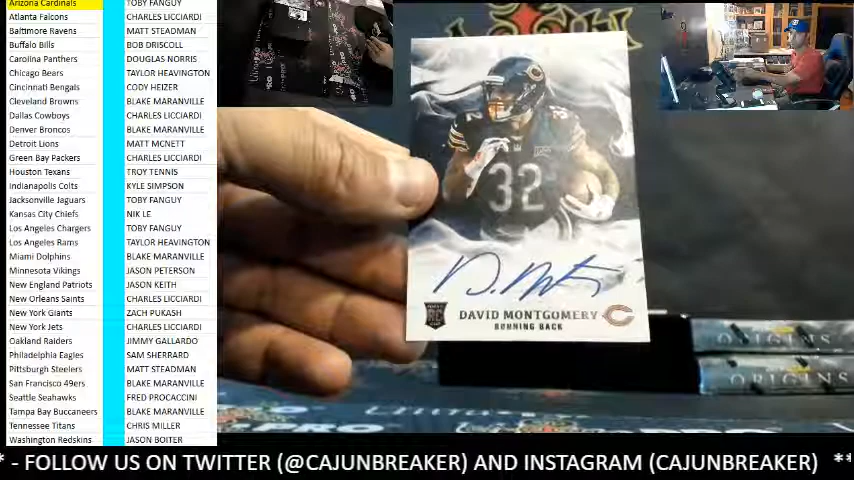 Arizona Cardinals TOBY FANGUY
Atlanta Falcons CHARLES LICCIARDI
Baltimore Ravens MATT STEADMAN
Buffalo Bills BOB DRISCOLL
Carolina Panthers DOUGLAS NORRIS
Chicago Bears TAYLOR HEAVINGTON
Cincinnati Bengals CODY HEIZER
Cleveland Browns BLAKE MARANVILLE
Dallas Cowboys CHARLES LICCIARDI
Denver Broncos BLAKE MARANVILLE
Detroit Lions MATT MCNETT
Green Bay Packers CHARLES LICCIARDI
Houston Texans TROY TENNIS
Indianapolis Colts KYLE SIMPSON
Jacksonville Jaguars TOBY FANGUY
Kansas City Chiefs NIK LE
Los Angeles Chargers TOBY FANGUY
Los Angeles Rams TAYLOR HEAVINGTON
Miami Dolphins BLAKE MARANVILLE
Minnesota Vikings JASON PETERSON
New England Patriots JASON KEITH
New Orleans Saints CHARLES LICCIARDI
New York Giants ZACH PUKASH
New York Jets CHARLES LICCIARDI
Oakland Raiders JIMMY GALLARDO
Philadelphia Eagles SAM SHERRARD
Pittsburgh Steelers MATT STEADMAN
San Francisco 49ers BLAKE MARANVILLE
Seattle Seahawks FRED PROCACCINI
Tampa Bay Buccaneers BLAKE MARANVILLE
Tennessee Titans CHRIS MILLER
Washington Redskins JASON BOITER
32
RC
DAVID MONTGOMERY
RUNNING BACK
ORIGINS
ORIGINS
PRO
* - FOLLOW US ON TWITTER (@CAJUNBREAKER) AND INSTAGRAM (CAJUNBREAKER) **